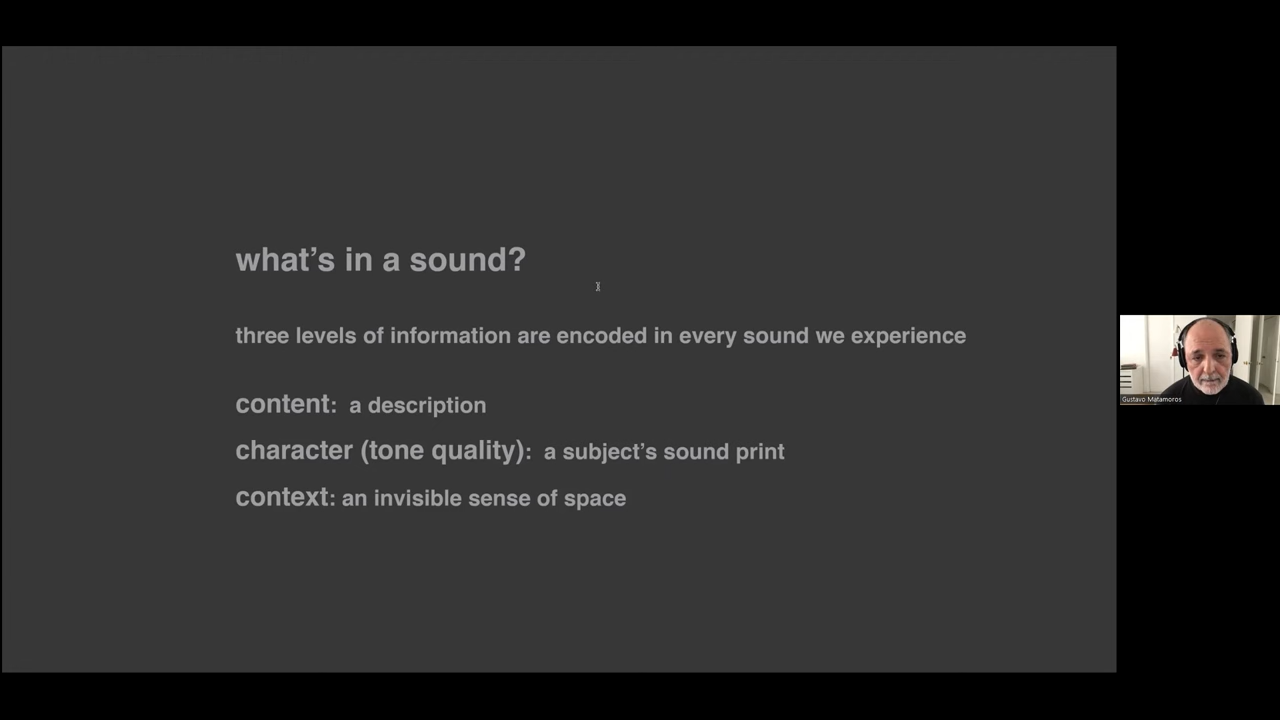 what’s in a sound?
three levels of information are encoded in every sound we experience
content:  a description
character (tone quality):  a subject’s sound print
context: an invisible sense of space
Gustavo Matamoros